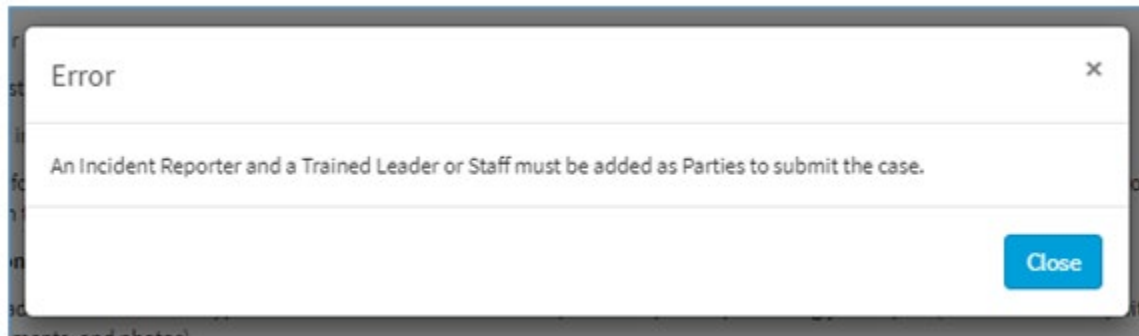 Error
×
An Incident Reporter and a Trained Leader or Staff must be added as Parties to submit the case.
Close